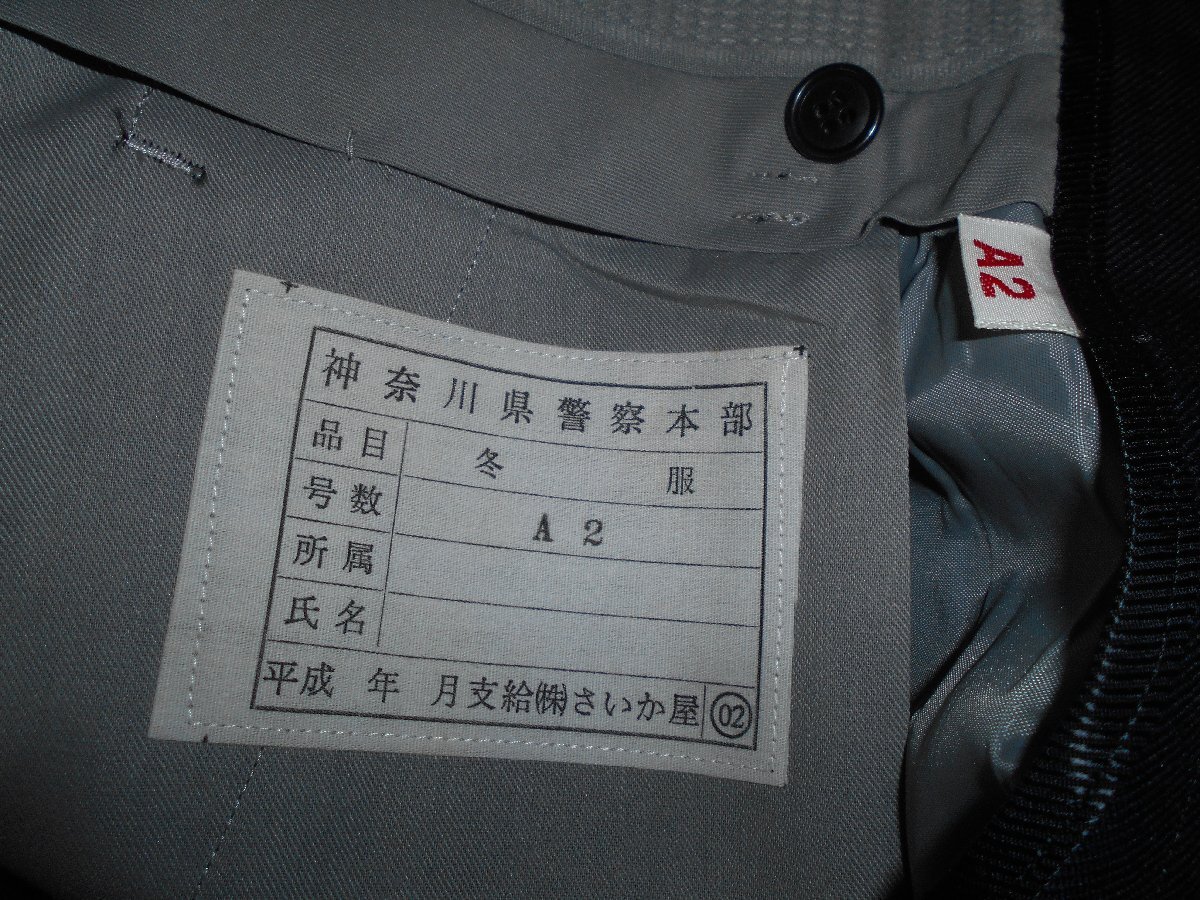 A2
神奈川県警察本部
品目 冬 服
号数 A 2
所属
氏名
平成 年 月支給㈱さいか屋 02